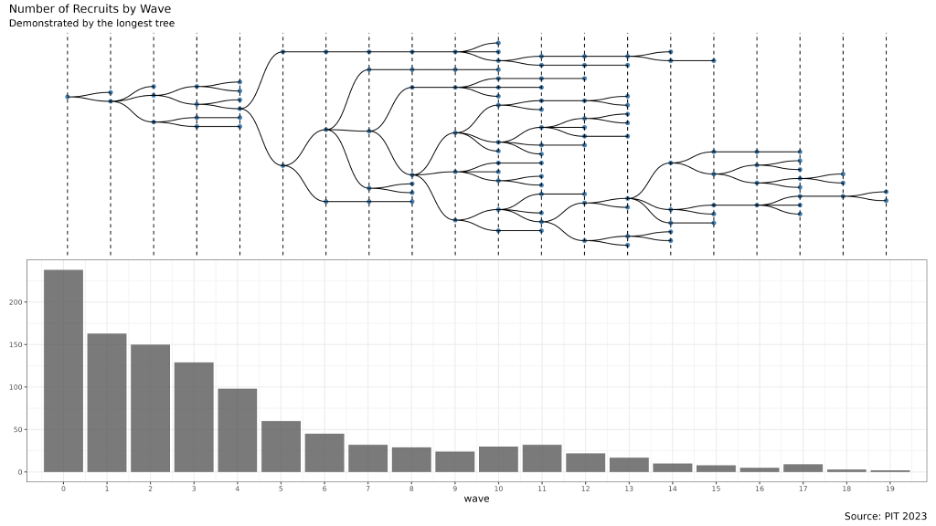 Number of Recruits by Wave
Demonstrated by the longest tree
200
150
100
50
0
0 1 2 3 4 5 6 7 8 9 10 11 12 13 14 15 16 17 18 19
wave
Source: PIT 2023